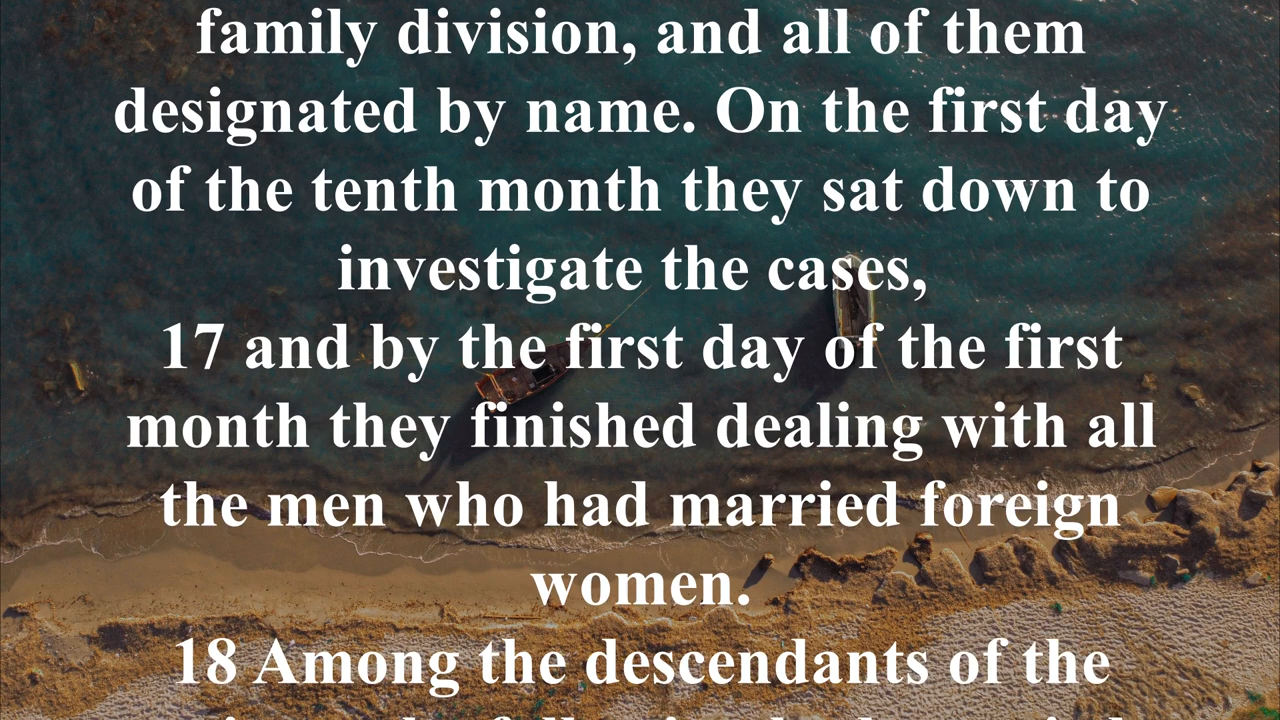 family division, and all of them
designated by name. On the first day
of the tenth month they sat down to
investigate the cases,
17 and by the first day of the first
month they finished dealing with all
the men who had married foreign
women.
18 Among the descendants of the